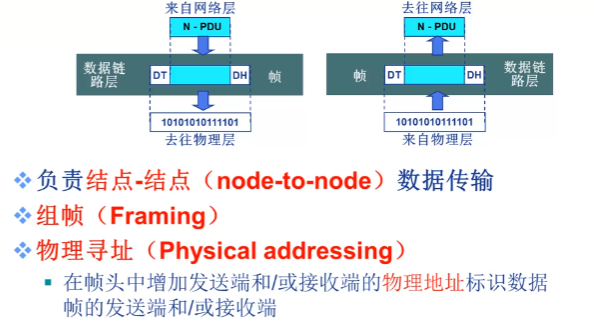 来自网络层
N - PDU
数据链
路层
DT
DH
帧
10101010111101
去往物理层
去往网络层
N - PDU
帧
DT
DH
数据链
路层
10101010111101
来自物理层
负责结点-结点（node-to-node）数据传输
组帧（Framing）
物理寻址（Physical addressing）
在帧头中增加发送端和/或接收端的物理地址标识数据
帧的发送端和/或接收端